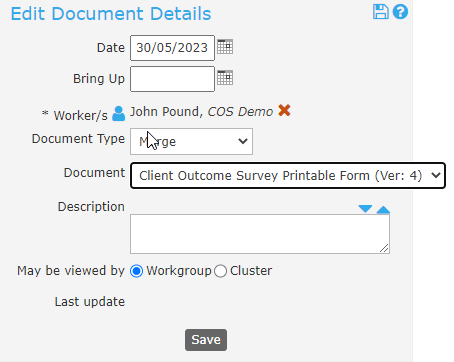 Edit Document Details
Date 30/05/2023
Bring Up
* Worker/s John Pound, COS Demo
Document Type Merge
Document Client Outcome Survey Printable Form (Ver: 4)
Description
May be viewed by Workgroup Cluster
Last update
Save